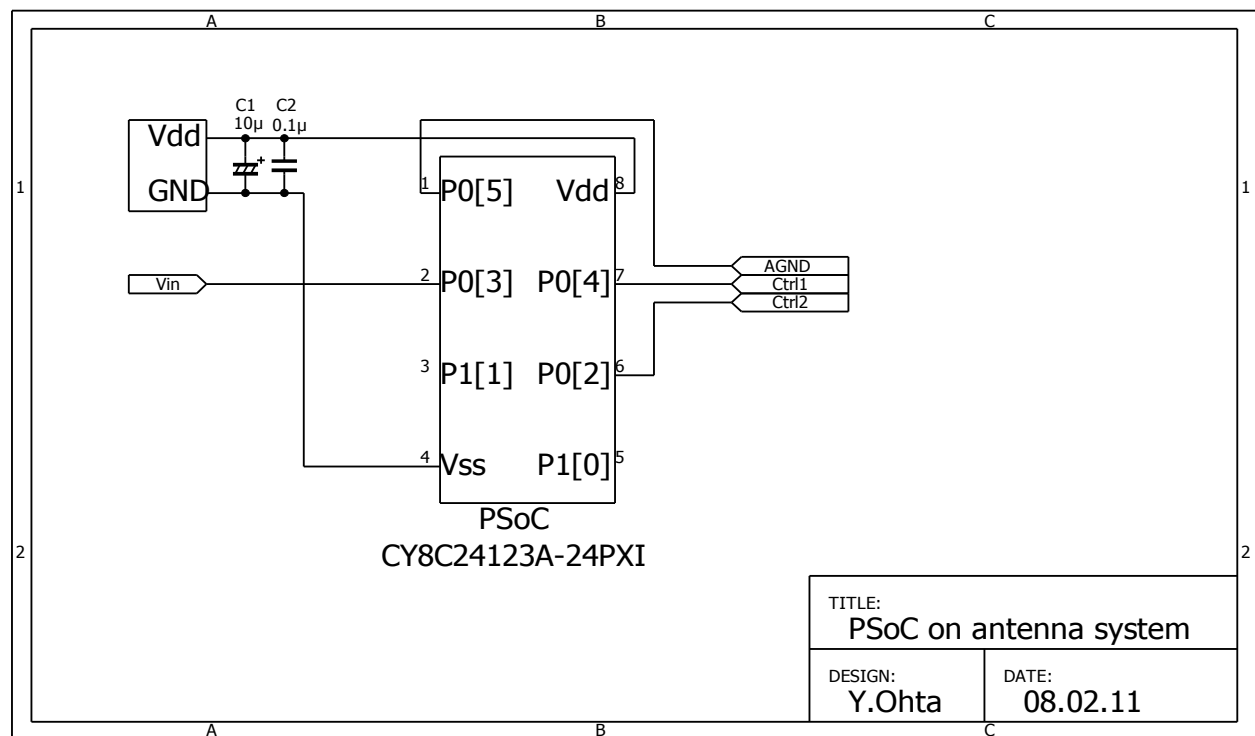 A B C
C1 C2
10µ 0.1µ
Vdd
GND
1 1
1 P0[5] Vdd 8
AGND
Vin 2 P0[3] P0[4] 7 Ctrl1
Ctrl2
3 P1[1] P0[2] 6
4 Vss P1[0] 5
PSoC
CY8C24123A-24PXI
2 2
TITLE:
PSoC on antenna system
DESIGN: DATE:
Y.Ohta 08.02.11
A B C